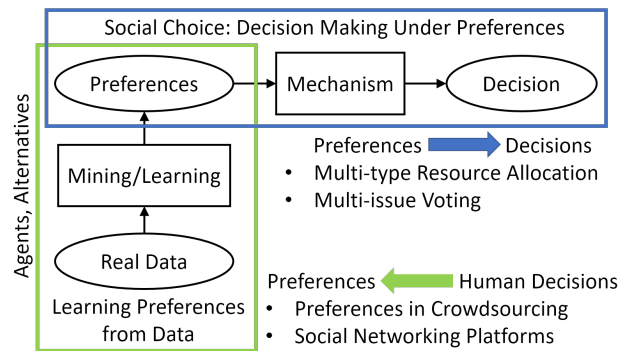 Social Choice: Decision Making Under Preferences
Preferences
Mechanism
Decision
Agents, Alternatives
Mining/Learning
Real Data
Learning Preferences
from Data
Preferences Decisions
• Multi-type Resource Allocation
• Multi-issue Voting
Preferences Human Decisions
• Preferences in Crowdsourcing
• Social Networking Platforms